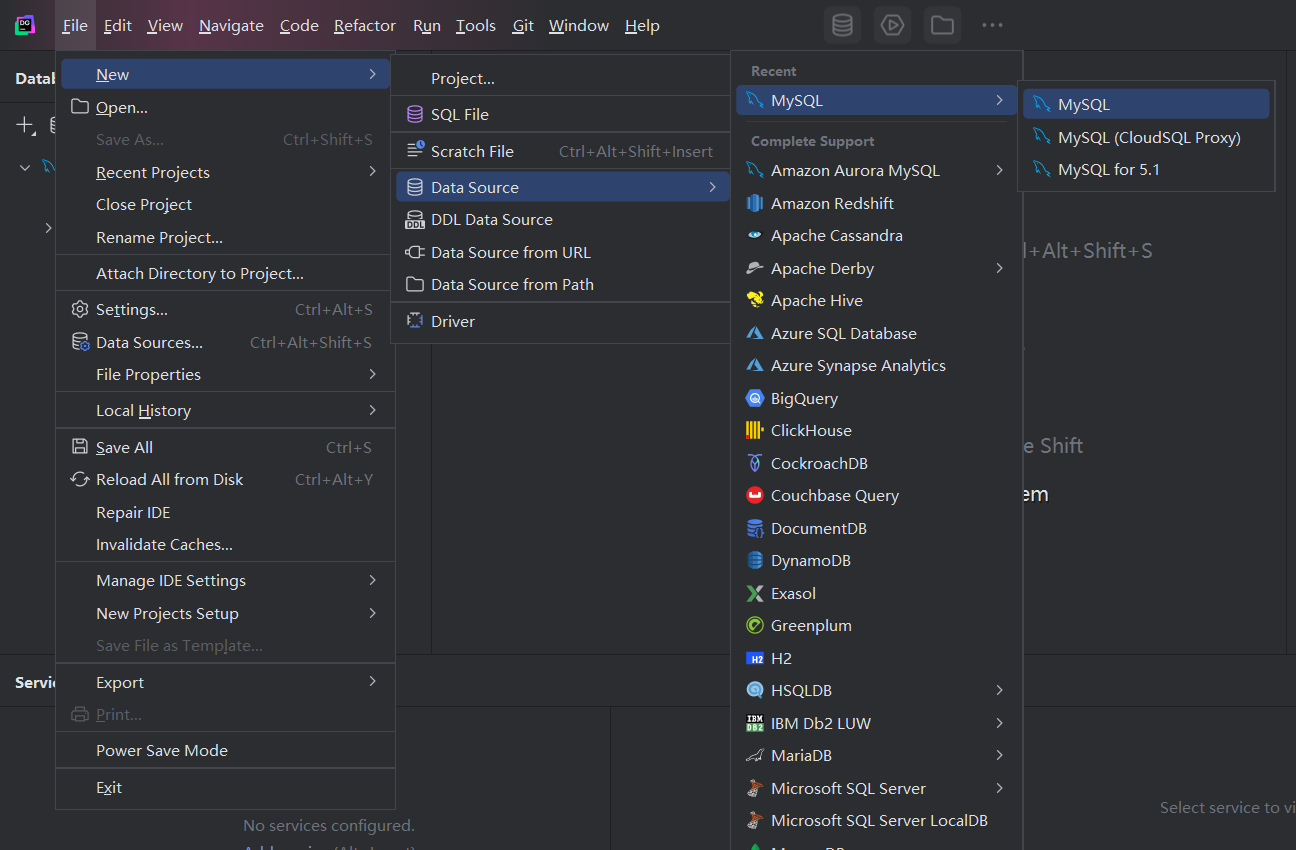 DG
File Edit View Navigate Code Refactor Run Tools Git Window Help
New
Open...
Save As... Ctrl+Shift+S
Recent Projects
Close Project
Rename Project...
Attach Directory to Project...
Settings... Ctrl+Alt+S
Data Sources... Ctrl+Alt+Shift+S
File Properties
Local History
Save All Ctrl+S
Reload All from Disk Ctrl+Alt+Y
Repair IDE
Invalidate Caches...
Manage IDE Settings
New Projects Setup
Save File as Template...
Export
Print...
Power Save Mode
Exit
Project...
SQL File
Scratch File Ctrl+Alt+Shift+Insert
Data Source
DDL Data Source
Data Source from URL
Data Source from Path
Driver
Recent
MySQL
Complete Support
Amazon Aurora MySQL
Amazon Redshift
Apache Cassandra
Apache Derby
Apache Hive
Azure SQL Database
Azure Synapse Analytics
BigQuery
ClickHouse
CockroachDB
Couchbase Query
DocumentDB
DynamoDB
Exasol
Greenplum
H2
HSQLDB
IBM Db2 LUW
MariaDB
Microsoft SQL Server
Microsoft SQL Server LocalDB
MySQL
MySQL (CloudSQL Proxy)
MySQL for 5.1
+Alt+Shift+S
e Shift
em
Datab
Servic
No services configured.
Select service to vi